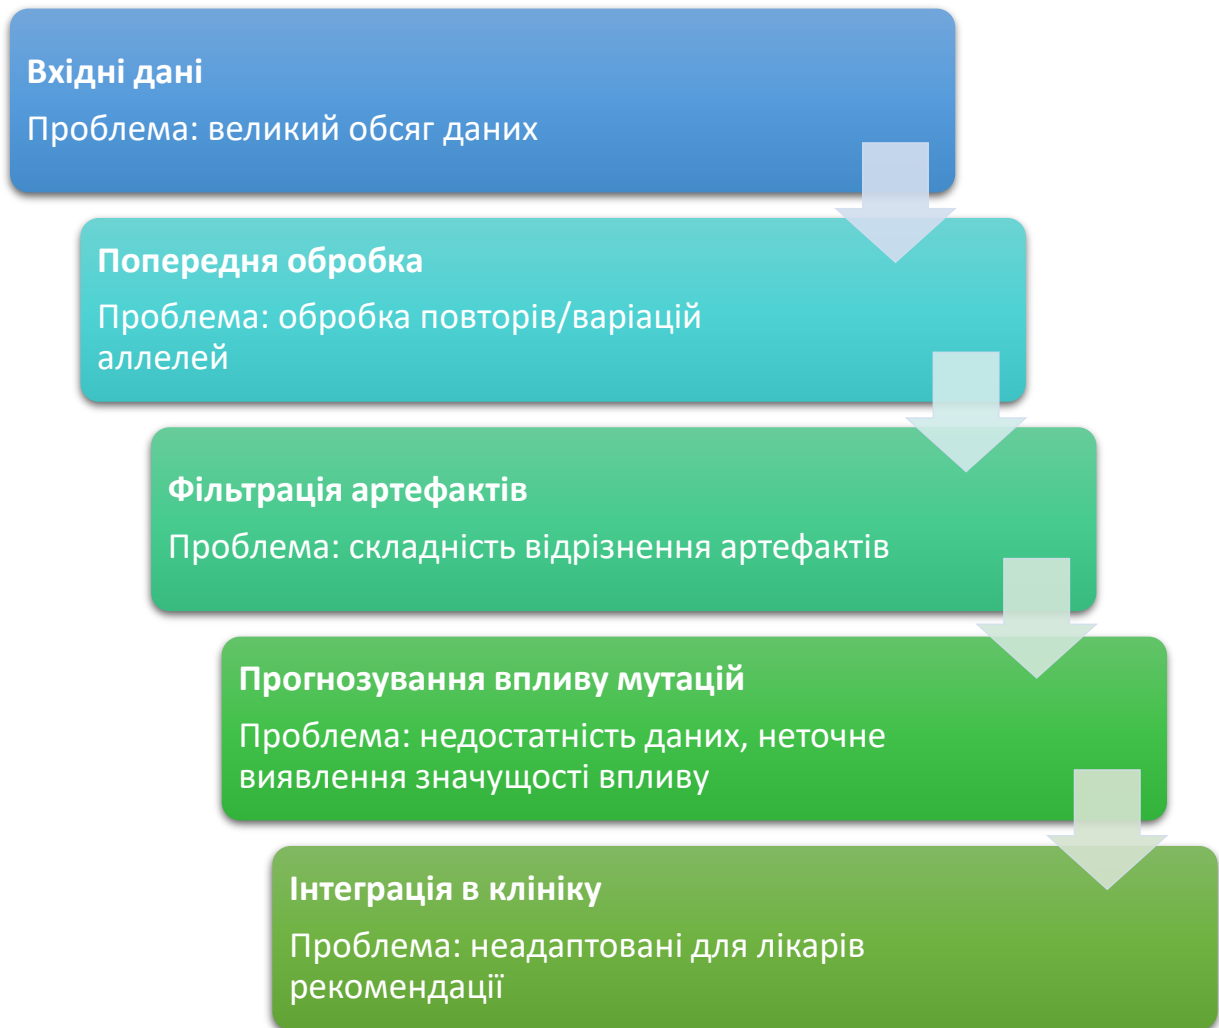 Вхідні дані
Проблема: великий обсяг даних
Попередня обробка
Проблема: обробка повторів/варіацій
аллелей
Фільтрація артефактів
Проблема: складність відрізнення артефактів
Прогнозування впливу мутацій
Проблема: недостатність даних, неточне
виявлення значущості впливу
Інтеграція в клініку
Проблема: неадаптовані для лікарів
рекомендації